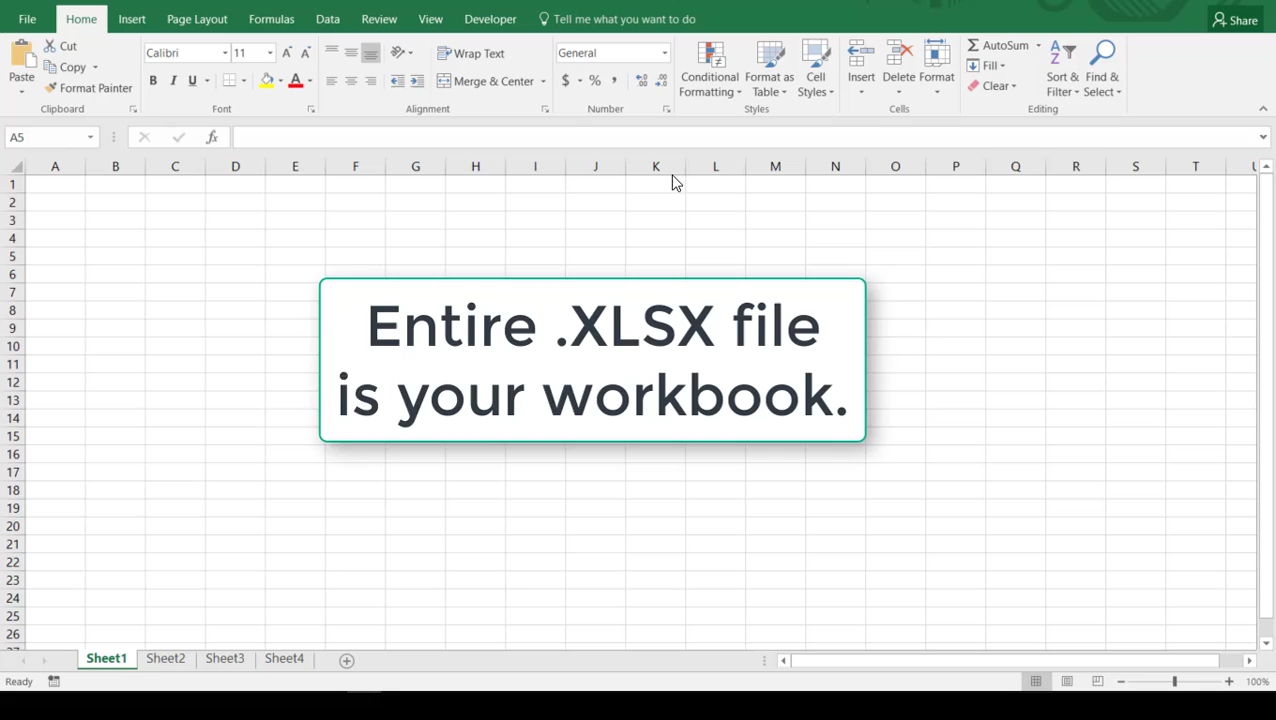 File Home Insert Page Layout Formulas Data Review View Developer Tell me what you want to do Share
Cut Calibri 11 Wrap Text General AutoSum
Copy Fill
Paste Format Painter B I U Merge & Center $ % Conditional Formatting Format as Table Cell Styles Insert Delete Format Clear Sort & Filter Find & Select
Clipboard Font Alignment Number Styles Cells Editing
A5 fx
A B C D E F G H I J K L M N O P Q R S T U
1
2
3
4
5
6
7
8
9
10
11
12
13
14
15
16
17
18
19
20
21
22
23
24
25
26
Entire .XLSX file
is your workbook.
Sheet1 Sheet2 Sheet3 Sheet4
Ready 100%